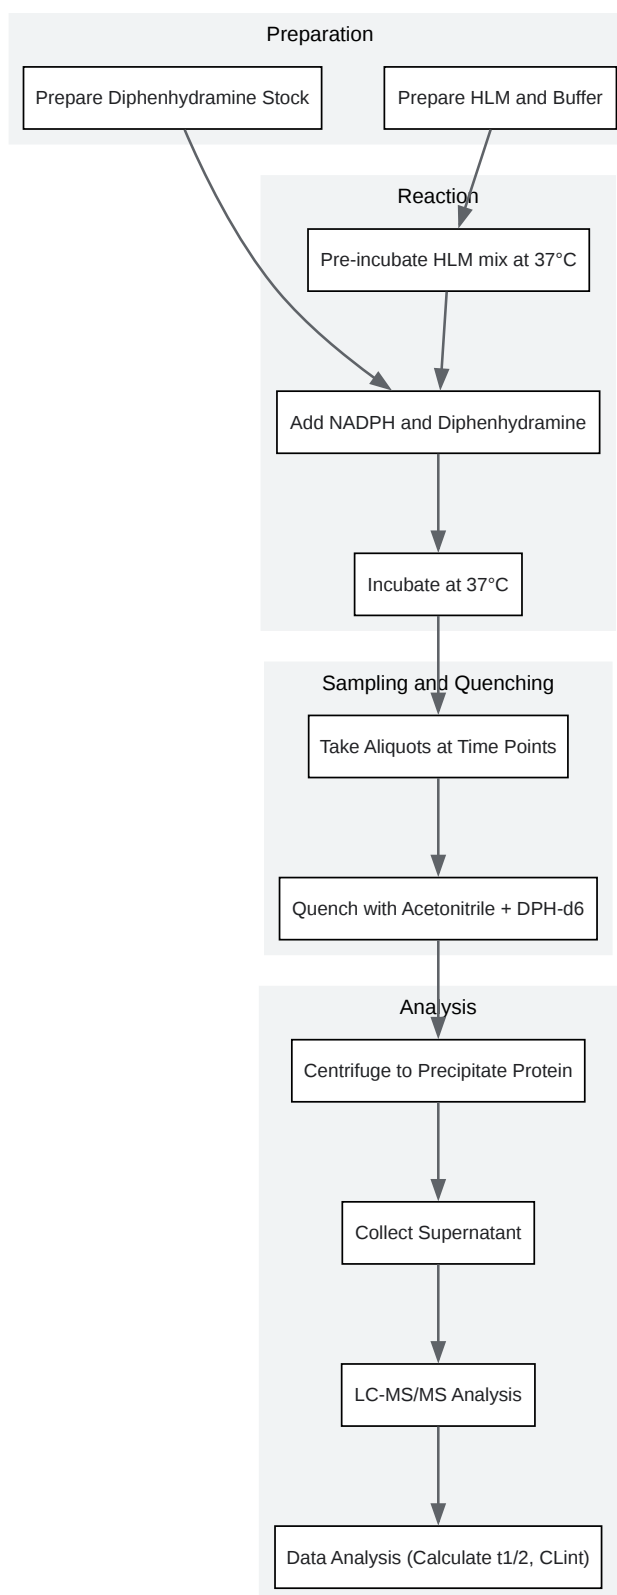 Preparation
Prepare Diphenhydramine Stock
Prepare HLM and Buffer
Reaction
Pre-incubate HLM mix at 37°C
Add NADPH and Diphenhydramine
Incubate at 37°C
Sampling and Quenching
Take Aliquots at Time Points
Quench with Acetonitrile + DPH-d6
Analysis
Centrifuge to Precipitate Protein
Collect Supernatant
LC-MS/MS Analysis
Data Analysis (Calculate t1/2, CLint)